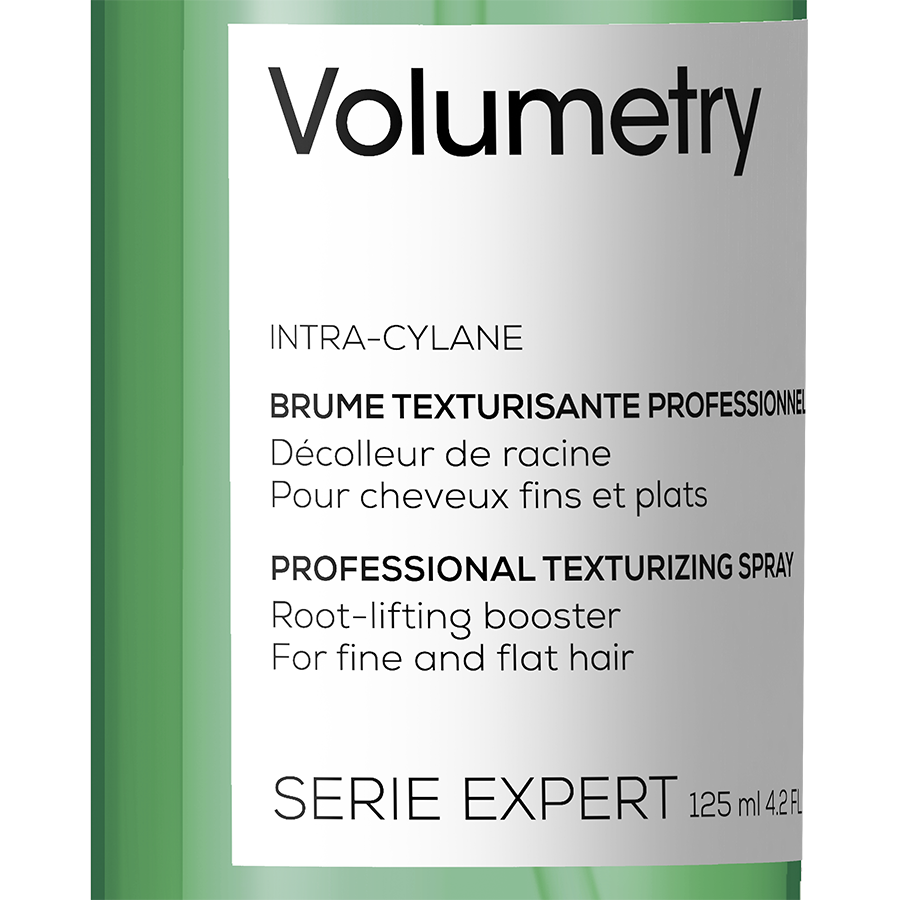 Volumetry
INTRA-CYLANE
BRUME TEXTURISANTE PROFESSIONNEL
Décolleur de racine
Pour cheveux fins et plats
PROFESSIONAL TEXTURIZING SPRAY
Root-lifting booster
For fine and flat hair
SERIE EXPERT 125 ml 4.2 FL